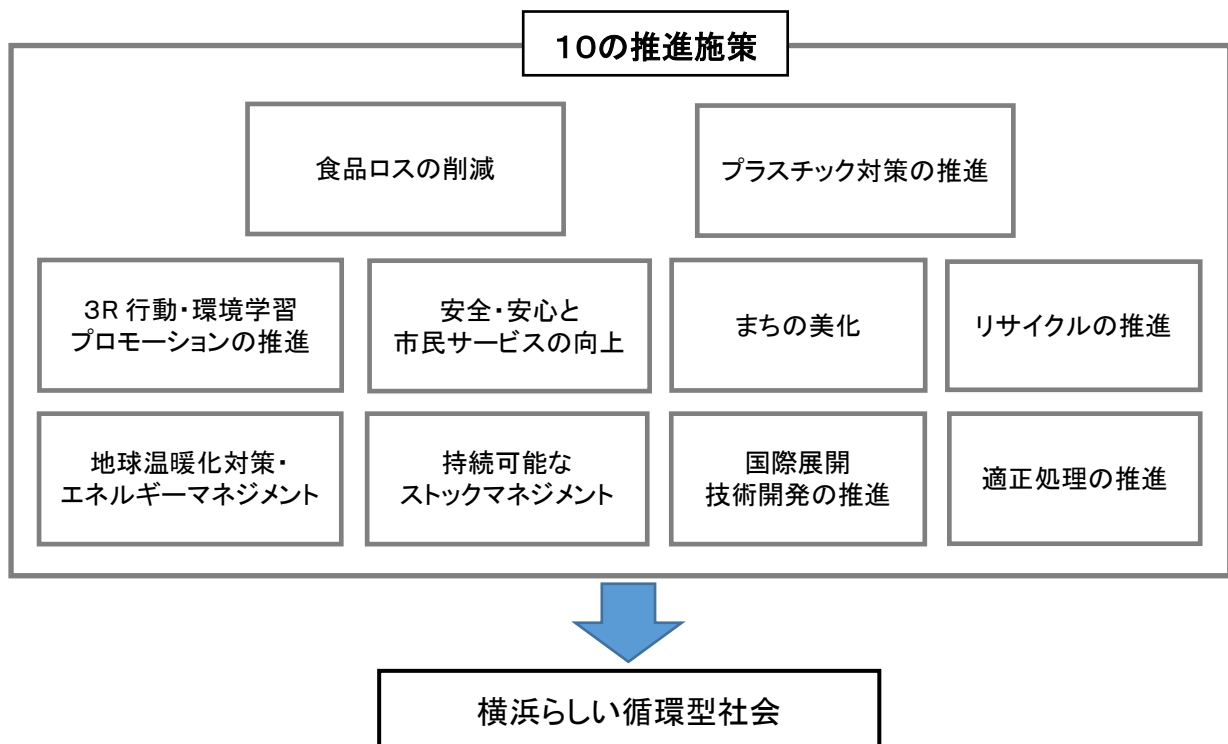 10の推進施策
食品ロスの削減
プラスチック対策の推進
3R 行動・環境学習
プロモーションの推進
安全・安心と
市民サービスの向上
まちの美化
リサイクルの推進
地球温暖化対策・
エネルギーマネジメント
持続可能な
ストックマネジメント
国際展開
技術開発の推進
適正処理の推進
横浜らしい循環型社会